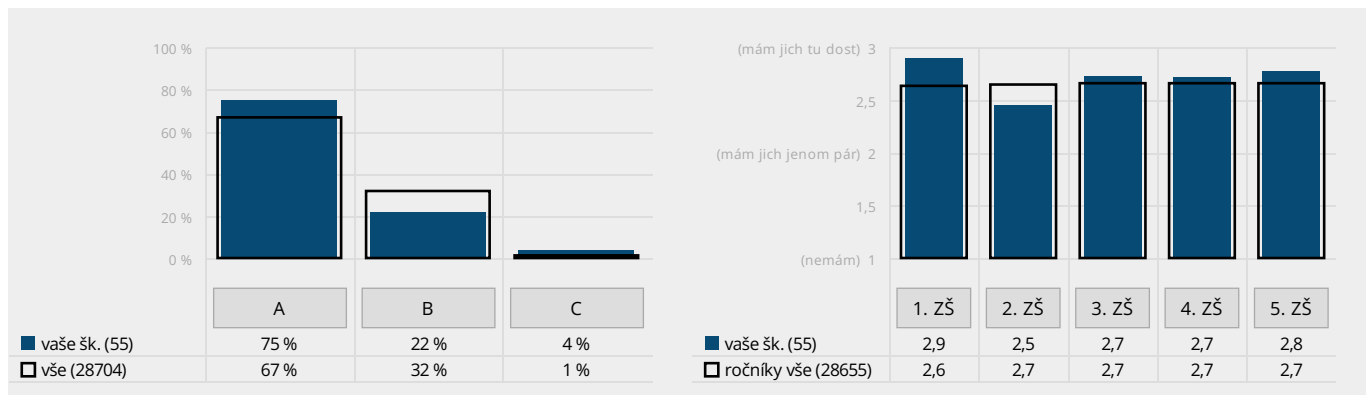 100 %
80 %
60 %
40 %
20 %
0 %
A B C
vaše šk. (55) 75 % 22 % 4 %
vše (28704) 67 % 32 % 1 %
(mám jich tu dost) 3
2,5
(mám jich jenom pár) 2
1,5
(nemám) 1
1. ZŠ 2. ZŠ 3. ZŠ 4. ZŠ 5. ZŠ
vaše šk. (55) 2,9 2,5 2,7 2,7 2,8
ročníky vše (28655) 2,6 2,7 2,7 2,7 2,7